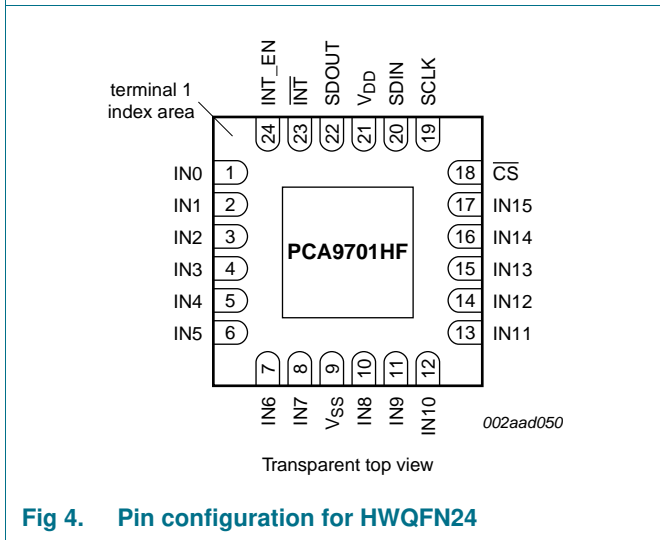 terminal 1
index area
INT_EN
INT
SDOUT
VDD
SDIN
SCLK
24
23
22
21
20
19
IN0 1
IN1 2
IN2 3
IN3 4
IN4 5
IN5 6
PCA9701HF
18 CS
17 IN15
16 IN14
15 IN13
14 IN12
13 IN11
7
8
9
10
11
12
IN6
IN7
VSS
IN8
IN9
IN10
002aad050
Transparent top view
Fig 4. Pin configuration for HWQFN24